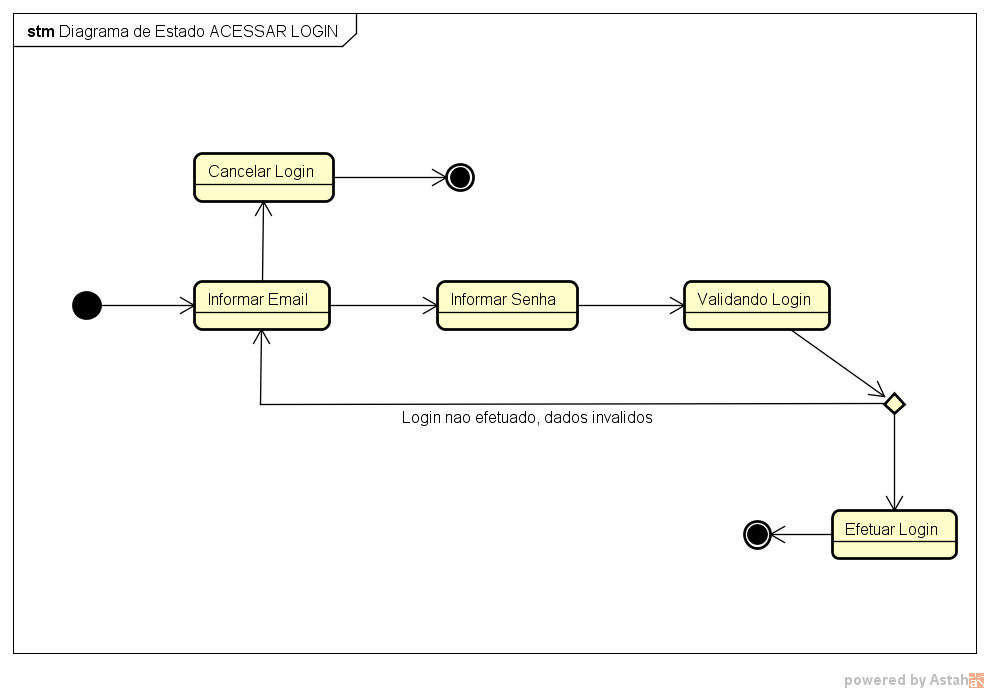 stm Diagrama de Estado ACESSAR LOGIN
Cancelar Login
Informar Email
Informar Senha
Validando Login
Login nao efetuado, dados invalidos
Efetuar Login
powered by Astah